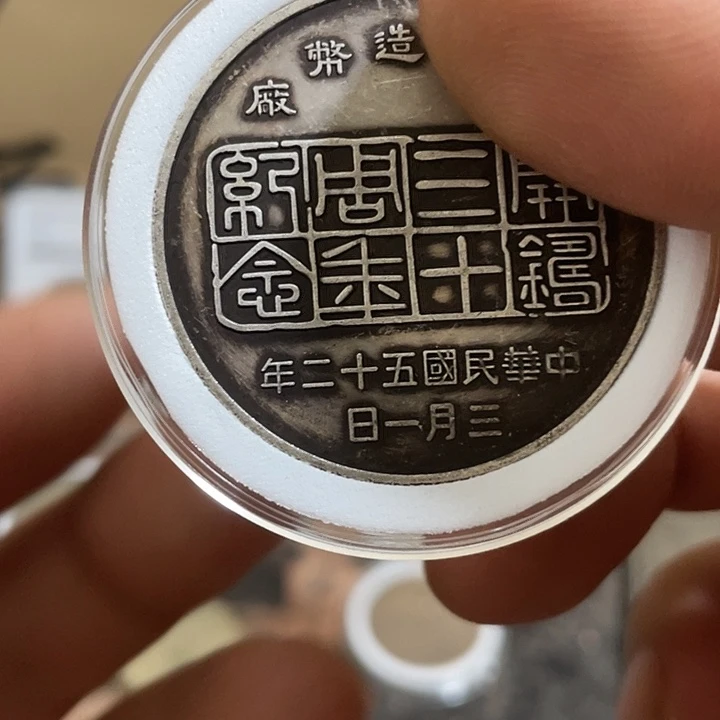 造幣廠
開鑄三十周年紀念
中華民國五十二年
三月一日